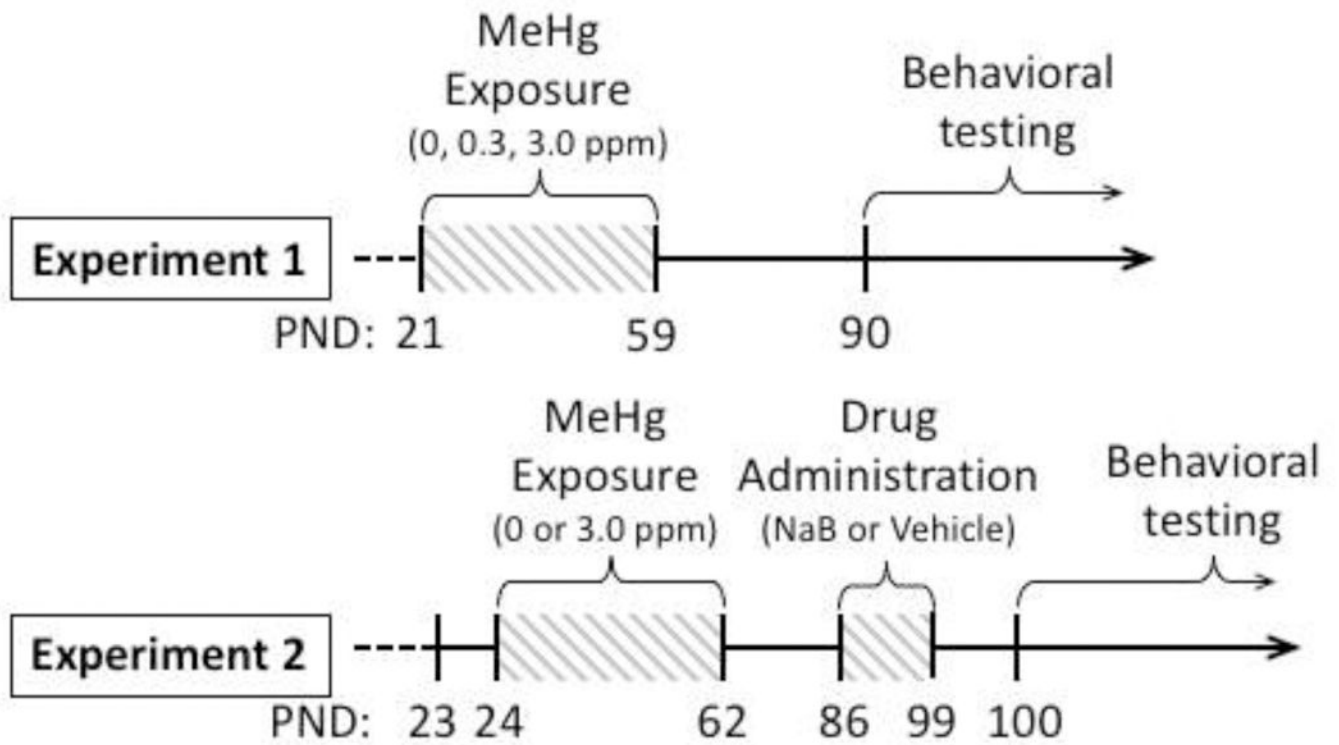 MeHg
Exposure
(0, 0.3, 3.0 ppm)
Behavioral
testing
Experiment 1
PND: 21 59 90
MeHg
Exposure
(0 or 3.0 ppm)
Drug
Administration
(NaB or Vehicle)
Behavioral
testing
Experiment 2
PND: 23 24 62 86 99 100